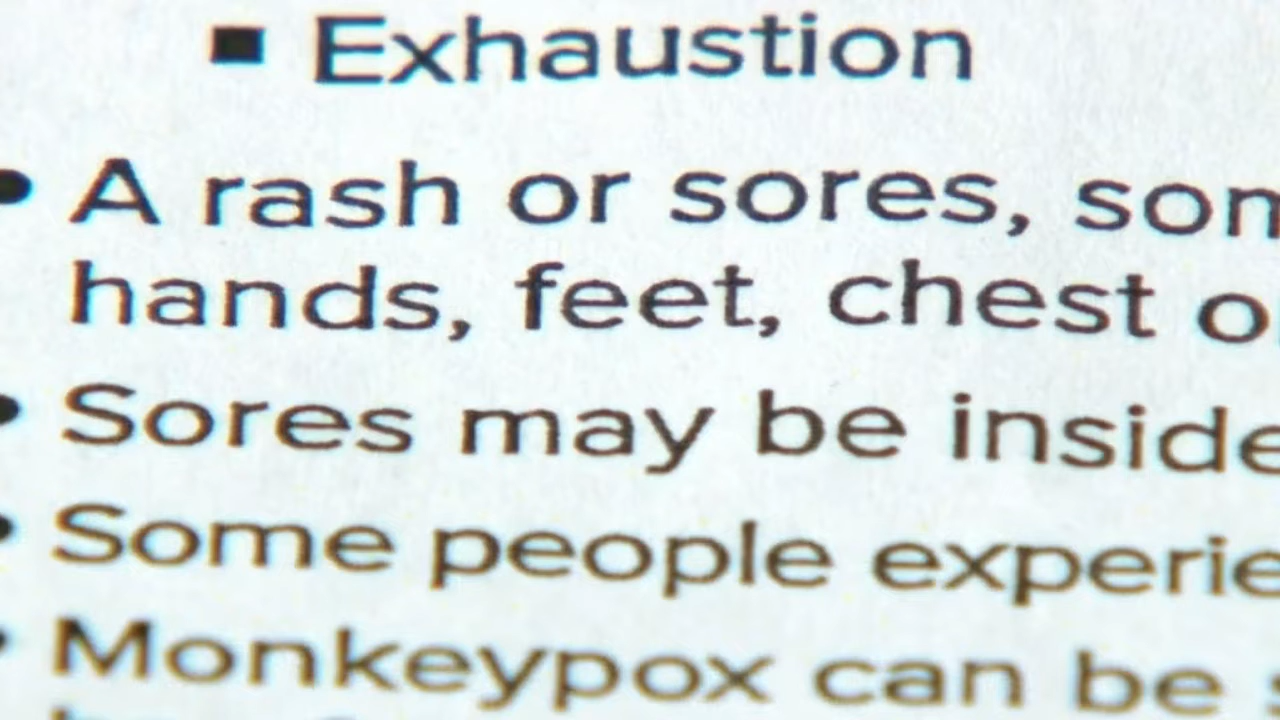 ▪ Exhaustion
• A rash or sores, som
hands, feet, chest o
• Sores may be inside
• Some people experie
• Monkeypox can be s